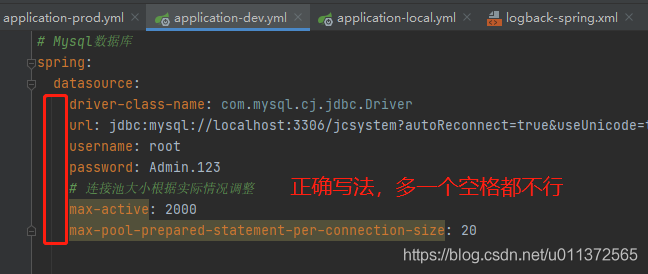 application-prod.yml application-dev.yml application-local.yml logback-spring.xml
# Mysql数据库
spring:
datasource:
driver-class-name: com.mysql.cj.jdbc.Driver
url: jdbc:mysql://localhost:3306/jcsystem?autoReconnect=true&useUnicode=
username: root
password: Admin.123
# 连接池大小根据实际情况调整
正确写法，多一个空格都不行
max-active: 2000
max-pool-prepared-statement-per-connection-size: 20
https://blog.csdn.net/u011372565